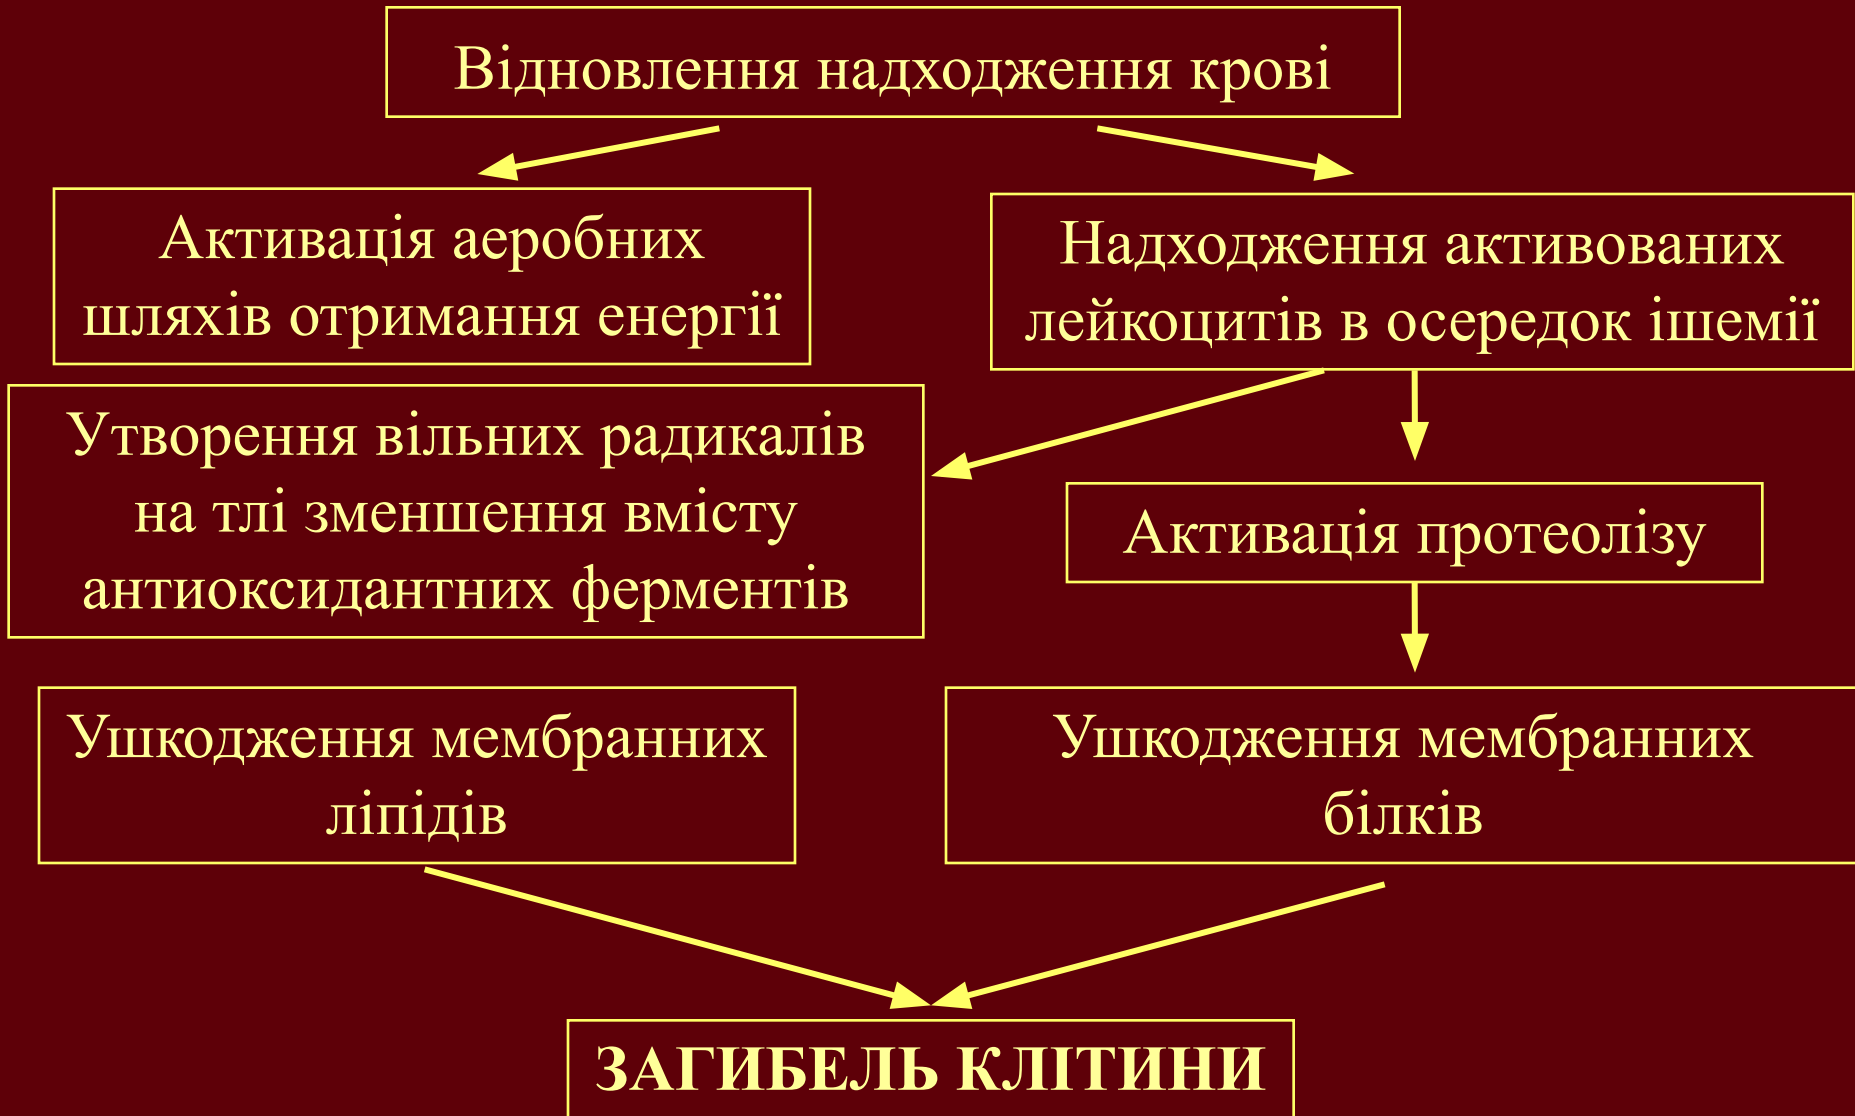 Відновлення надходження крові
Активація аеробних
шляхів отримання енергії
Надходження активованих
лейкоцитів в осередок ішемії
Утворення вільних радикалів
на тлі зменшення вмісту
антиоксидантних ферментів
Активація протеолізу
Ушкодження мембранних
ліпідів
Ушкодження мембранних
білків
ЗАГИБЕЛЬ КЛІТИНИ